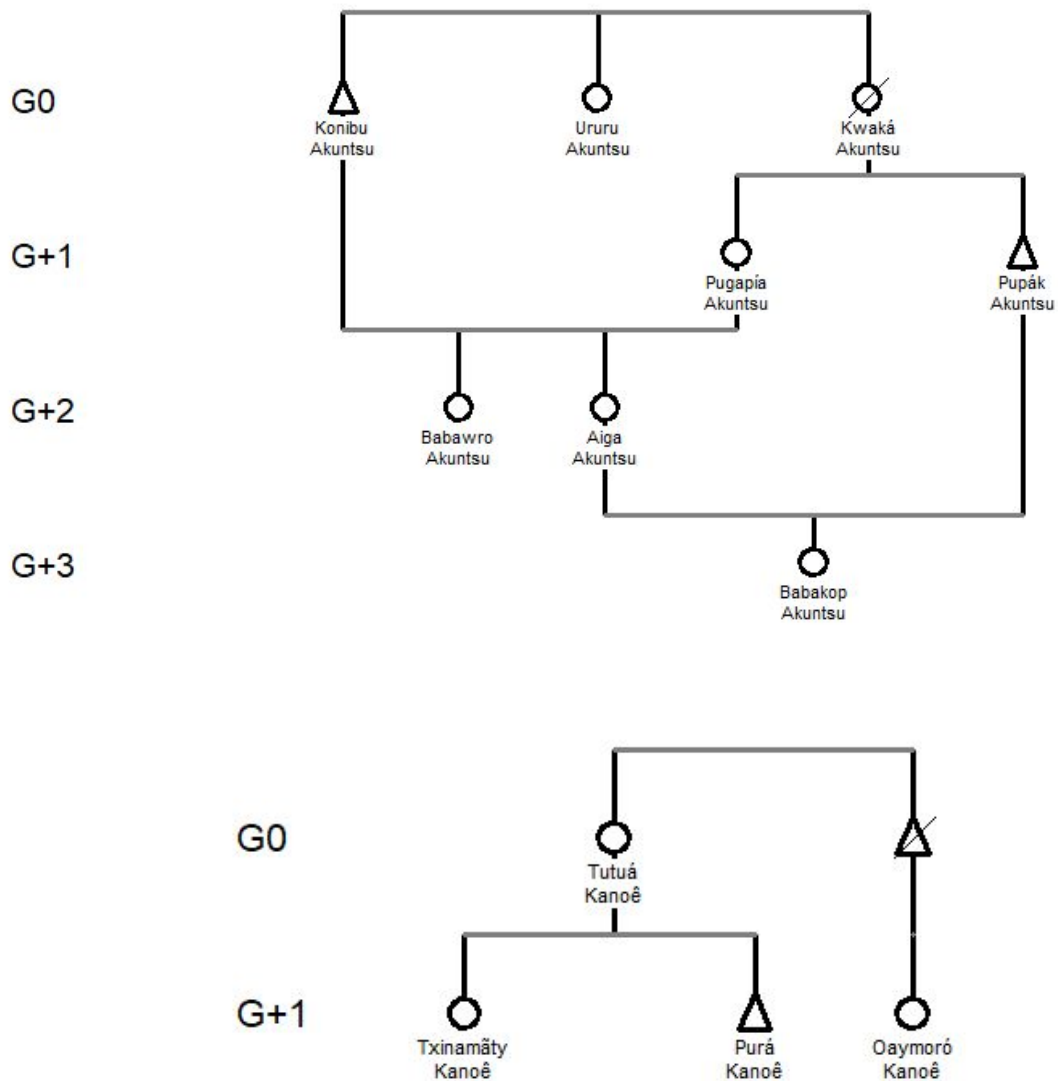 G0
Konibu
Akuntsu
Ururu
Akuntsu
Kwaká
Akuntsu
G+1
Pugapía
Akuntsu
Pupák
Akuntsu
G+2
Babawro
Akuntsu
Aiga
Akuntsu
G+3
Babakop
Akuntsu
G0
Tutuá
Kanoê
G+1
Txinamãty
Kanoê
Purá
Kanoê
Oaymoró
Kanoê